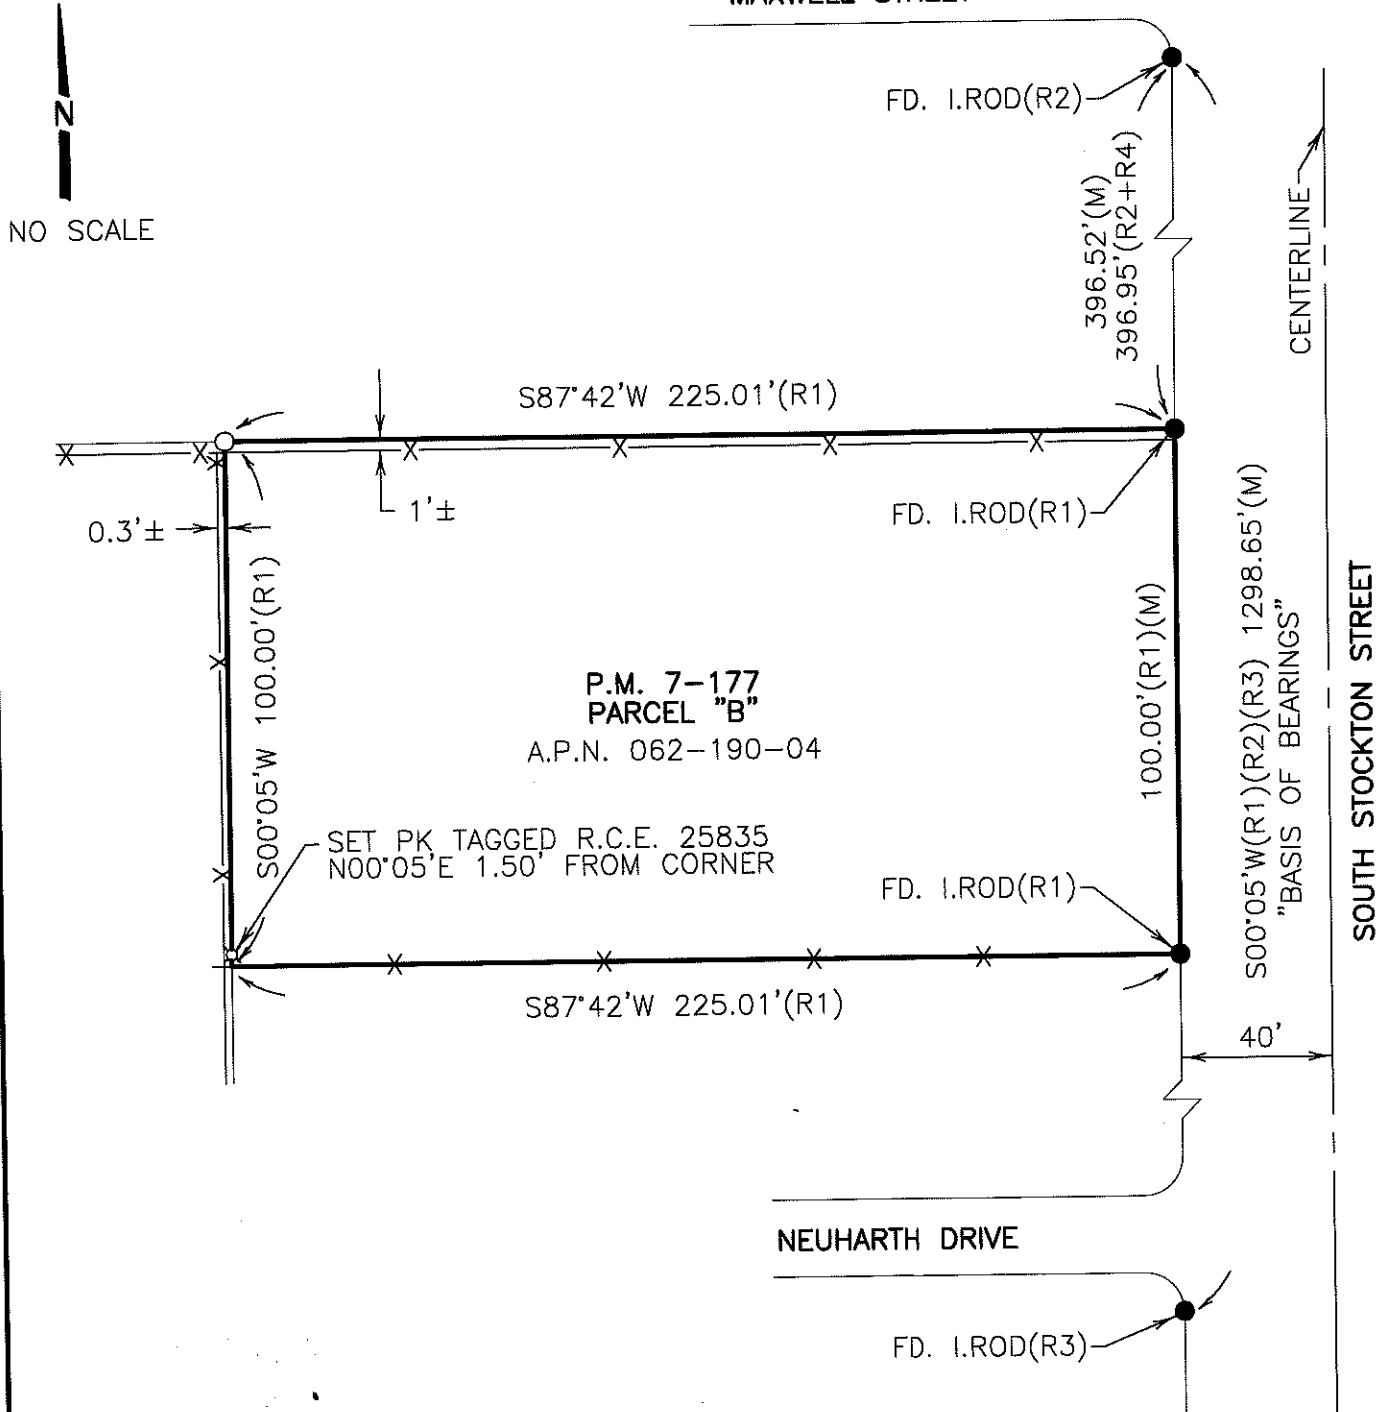 MAXWELL STREET
N
NO SCALE
FD. I.ROD(R2)
396.52'(M)
396.95'(R2+R4)
CENTERLINE
S87°42'W 225.01'(R1)
1'±
0.3'±
FD. I.ROD(R1)
S00°05'W 100.00'(R1)
100.00'(R1)(M)
S00°05'W(R1)(R2)(R3) 1298.65'(M)
"BASIS OF BEARINGS"
SOUTH STOCKTON STREET
P.M. 7-177
PARCEL "B"
A.P.N. 062-190-04
SET PK TAGGED R.C.E. 25835
N00°05'E 1.50' FROM CORNER
FD. I.ROD(R1)
S87°42'W 225.01'(R1)
40'
NEUHARTH DRIVE
FD. I.ROD(R3)